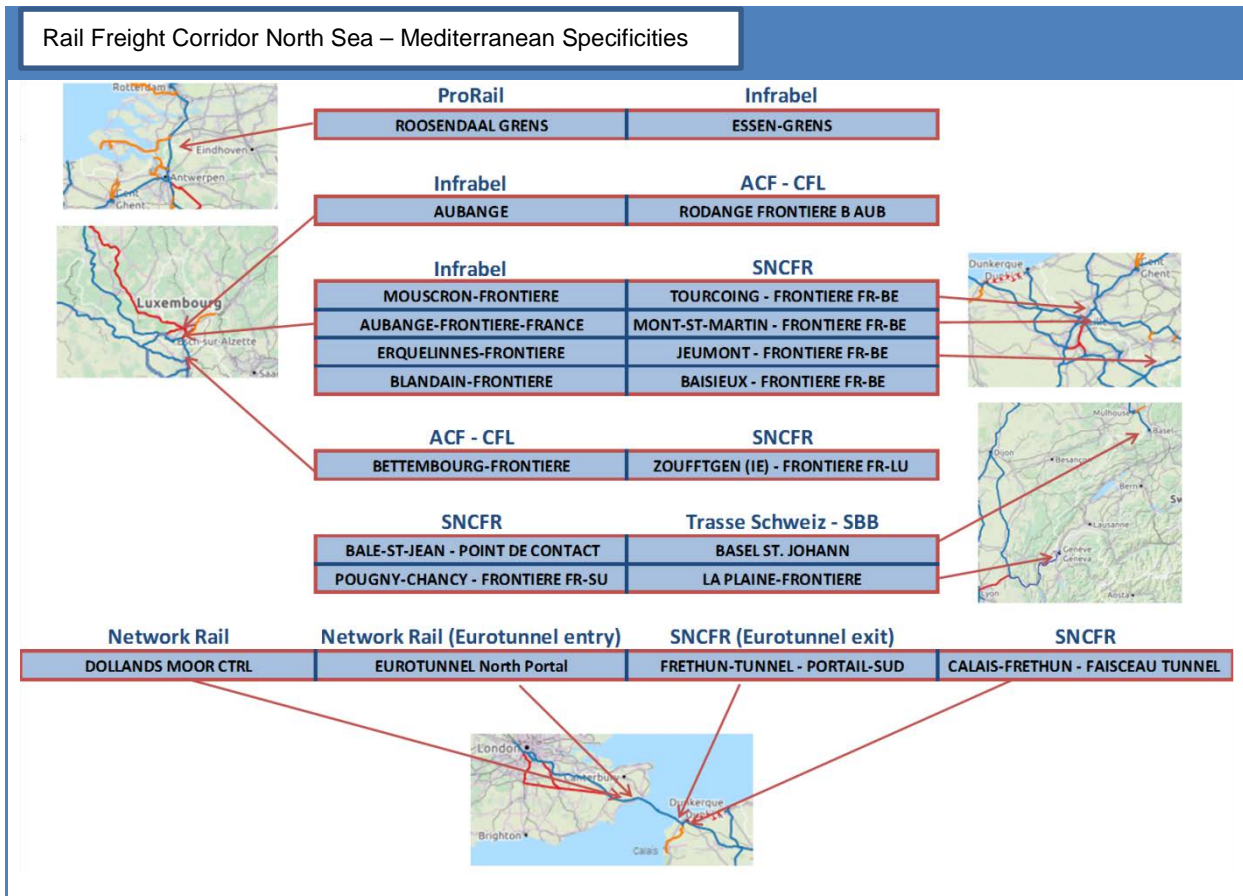 Rail Freight Corridor North Sea – Mediterranean Specificities
ProRail Infrabel
ROOSENDAAL GRENS ESSEN-GRENS
Rotterdam
Eindhoven
Antwerpen
Gent
Ghent
Infrabel ACF - CFL
AUBANGE RODANGE FRONTIERE B AUB
Luxembourg
Esch-sur-Alzette
Saar
Infrabel SNCFR
MOUSCRON-FRONTIERE TOURCOING - FRONTIERE FR-BE
AUBANGE-FRONTIERE-FRANCE MONT-ST-MARTIN - FRONTIERE FR-BE
ERQUELINNES-FRONTIERE JEUMONT - FRONTIERE FR-BE
BLANDAIN-FRONTIERE BAISIEUX - FRONTIERE FR-BE
Dunkerque
Gent
Ghent
ACF - CFL SNCFR
BETTEMBOURG-FRONTIERE ZOUFFTGEN (IE) - FRONTIERE FR-LU
Mulhouse
Basel
Dijon
Besançon
Bern
Sw
Lausanne
Genève
Geneva
Lyon
Aosta
SNCFR Trasse Schweiz - SBB
BALE-ST-JEAN - POINT DE CONTACT BASEL ST. JOHANN
POUGNY-CHANCY - FRONTIERE FR-SU LA PLAINE-FRONTIERE
Network Rail Network Rail (Eurotunnel entry) SNCFR (Eurotunnel exit) SNCFR
DOLLANDS MOOR CTRL EUROTUNNEL North Portal FRETHUN-TUNNEL - PORTAIL-SUD CALAIS-FRETHUN - FAISCEAU TUNNEL
London
Canterbury
Dunkerque
Brighton
Calais